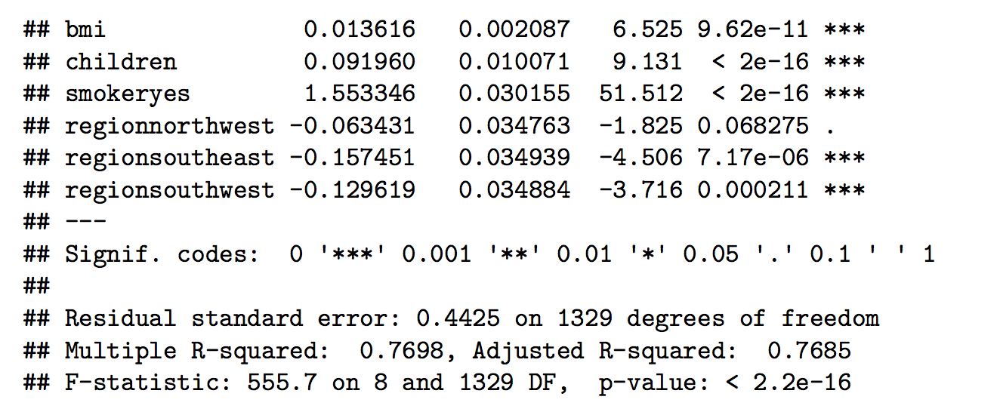 ## bmi 0.013616 0.002087 6.525 9.62e-11 ***
## children 0.091960 0.010071 9.131 < 2e-16 ***
## smokeryes 1.553346 0.030155 51.512 < 2e-16 ***
## regionnorthwest -0.063431 0.034763 -1.825 0.068275 .
## regionsoutheast -0.157451 0.034939 -4.506 7.17e-06 ***
## regionsouthwest -0.129619 0.034884 -3.716 0.000211 ***
## ---
## Signif. codes: 0 '***' 0.001 '**' 0.01 '*' 0.05 '.' 0.1 ' ' 1
##
## Residual standard error: 0.4425 on 1329 degrees of freedom
## Multiple R-squared: 0.7698, Adjusted R-squared: 0.7685
## F-statistic: 555.7 on 8 and 1329 DF, p-value: < 2.2e-16